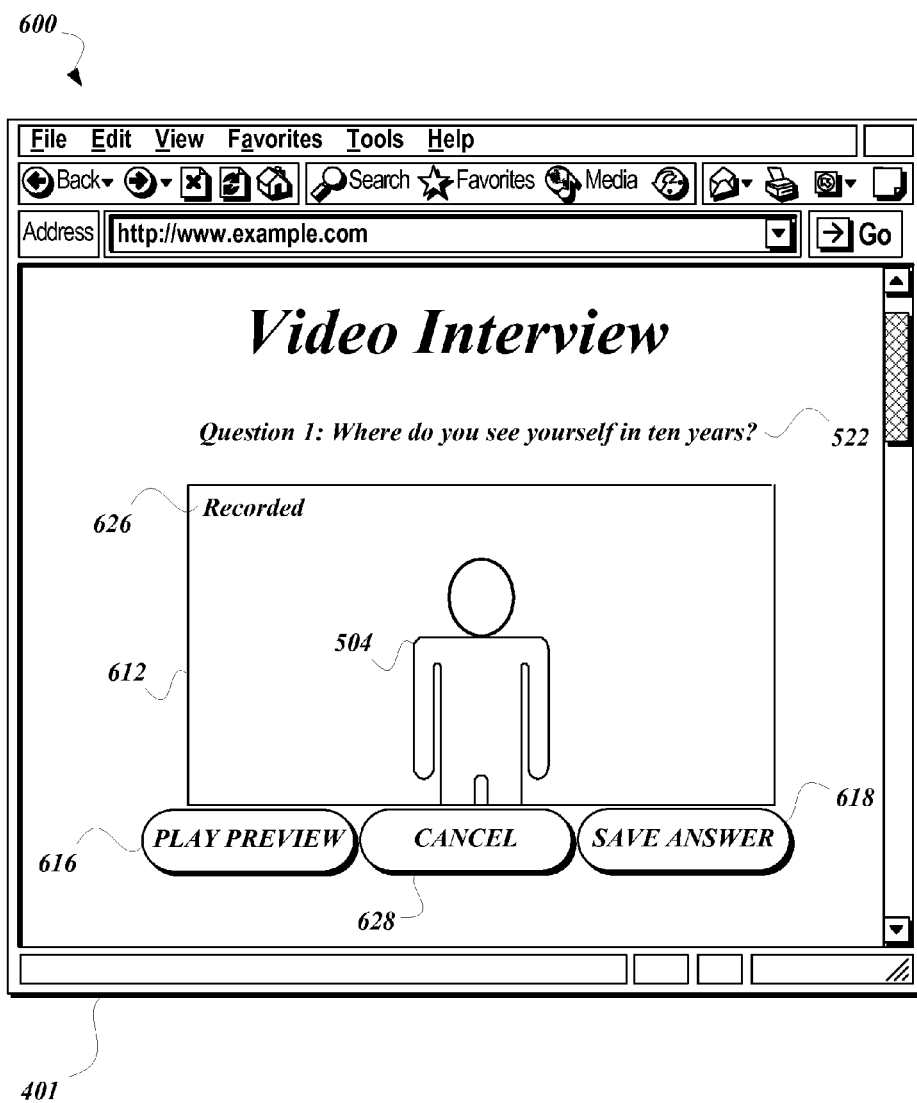 600
File Edit View Favorites Tools Help
Back Search Favorites Media
Address http://www.example.com Go
Video Interview
Question 1: Where do you see yourself in ten years?
522
626
Recorded
504
612
618
PLAY PREVIEW CANCEL SAVE ANSWER
616
628
401